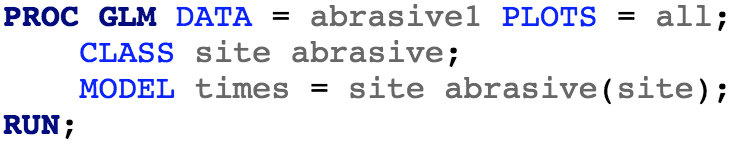 PROC GLM DATA = abrasive1 PLOTS = all;
CLASS site abrasive;
MODEL times = site abrasive(site);
RUN;